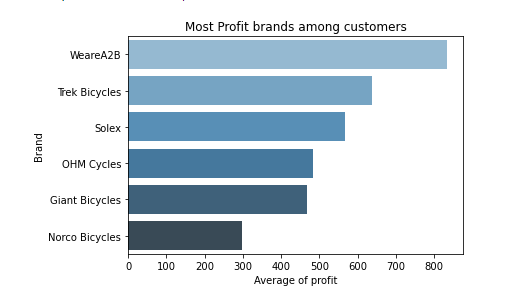 Most Profit brands among customers
WeareA2B
Trek Bicycles
Solex
OHM Cycles
Giant Bicycles
Norco Bicycles
Brand
0 100 200 300 400 500 600 700 800
Average of profit